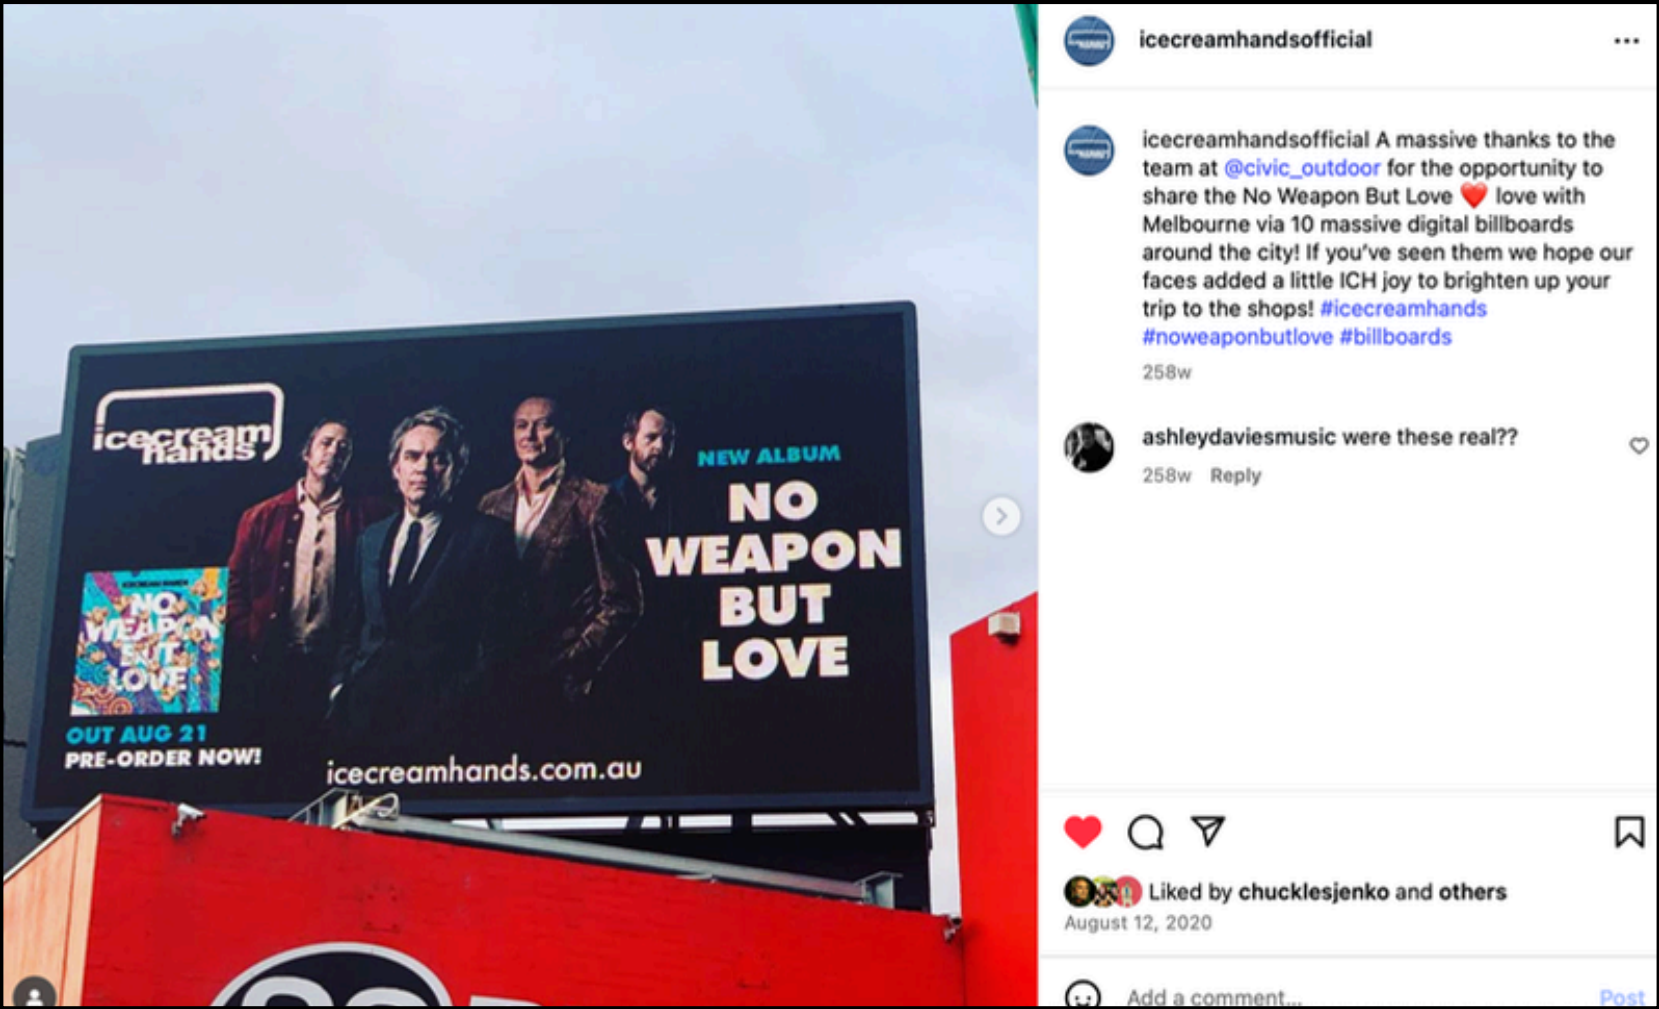 icecream
hands
NEW ALBUM
NO
WEAPON
BUT
LOVE
NO
WEAPON
BUT
LOVE
OUT AUG 21
PRE-ORDER NOW!
icecreamhands.com.au
icecreamhandsofficial
icecreamhandsofficial A massive thanks to the
team at @civic_outdoor for the opportunity to
share the No Weapon But Love ❤️ love with
Melbourne via 10 massive digital billboards
around the city! If you've seen them we hope our
faces added a little ICH joy to brighten up your
trip to the shops! #icecreamhands
#noweaponbutlove #billboards
258w
ashleydaviesmusic were these real??
258w Reply
Liked by chucklesjenko and others
August 12, 2020
Add a comment...
Post